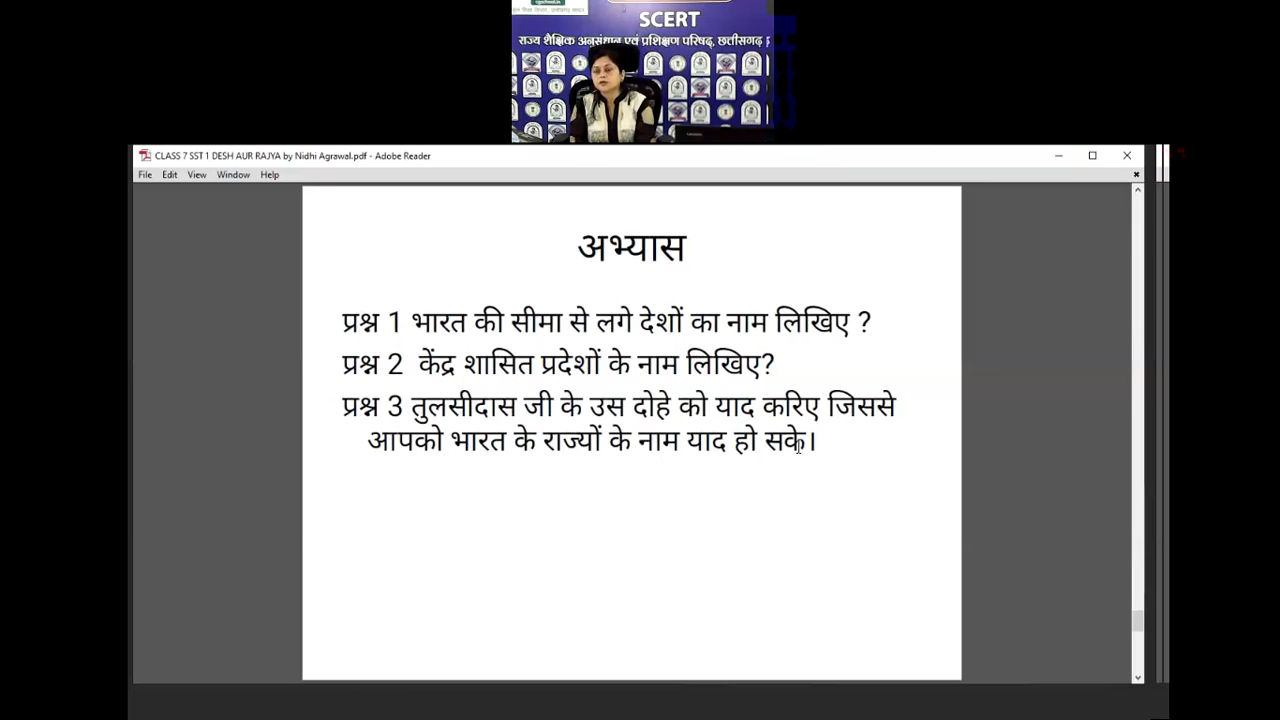 SCERT
राज्य शैक्षिक अनुसंधान एवं प्रशिक्षण परिषद्, छत्तीसगढ़
CLASS 7 SST 1 DESH AUR RAJYA by Nidhi Agrawal.pdf - Adobe Reader
File Edit View Window Help
अभ्यास
प्रश्न 1 भारत की सीमा से लगे देशों का नाम लिखिए ?
प्रश्न 2 केंद्र शासित प्रदेशों के नाम लिखिए?
प्रश्न 3 तुलसीदास जी के उस दोहे को याद करिए जिससे
आपको भारत के राज्यों के नाम याद हो सके।